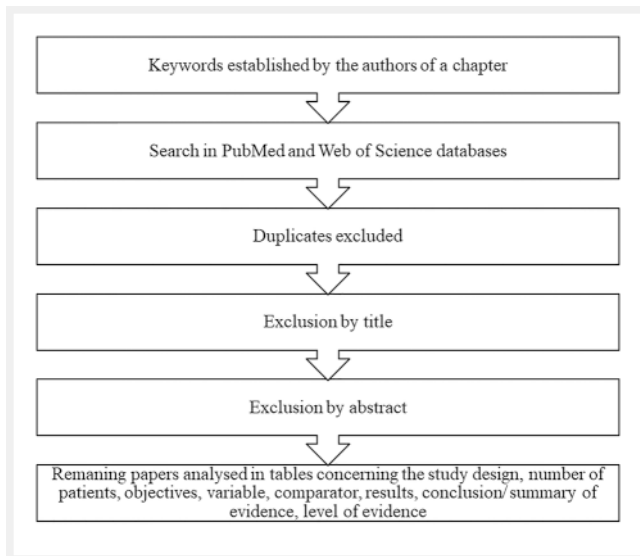 Keywords established by the authors of a chapter
Search in PubMed and Web of Science databases
Duplicates excluded
Exclusion by title
Exclusion by abstract
Remaning papers analysed in tables concerning the study design, number of
patients, objectives, variable, comparator, results, conclusion/ summary of
evidence, level of evidence